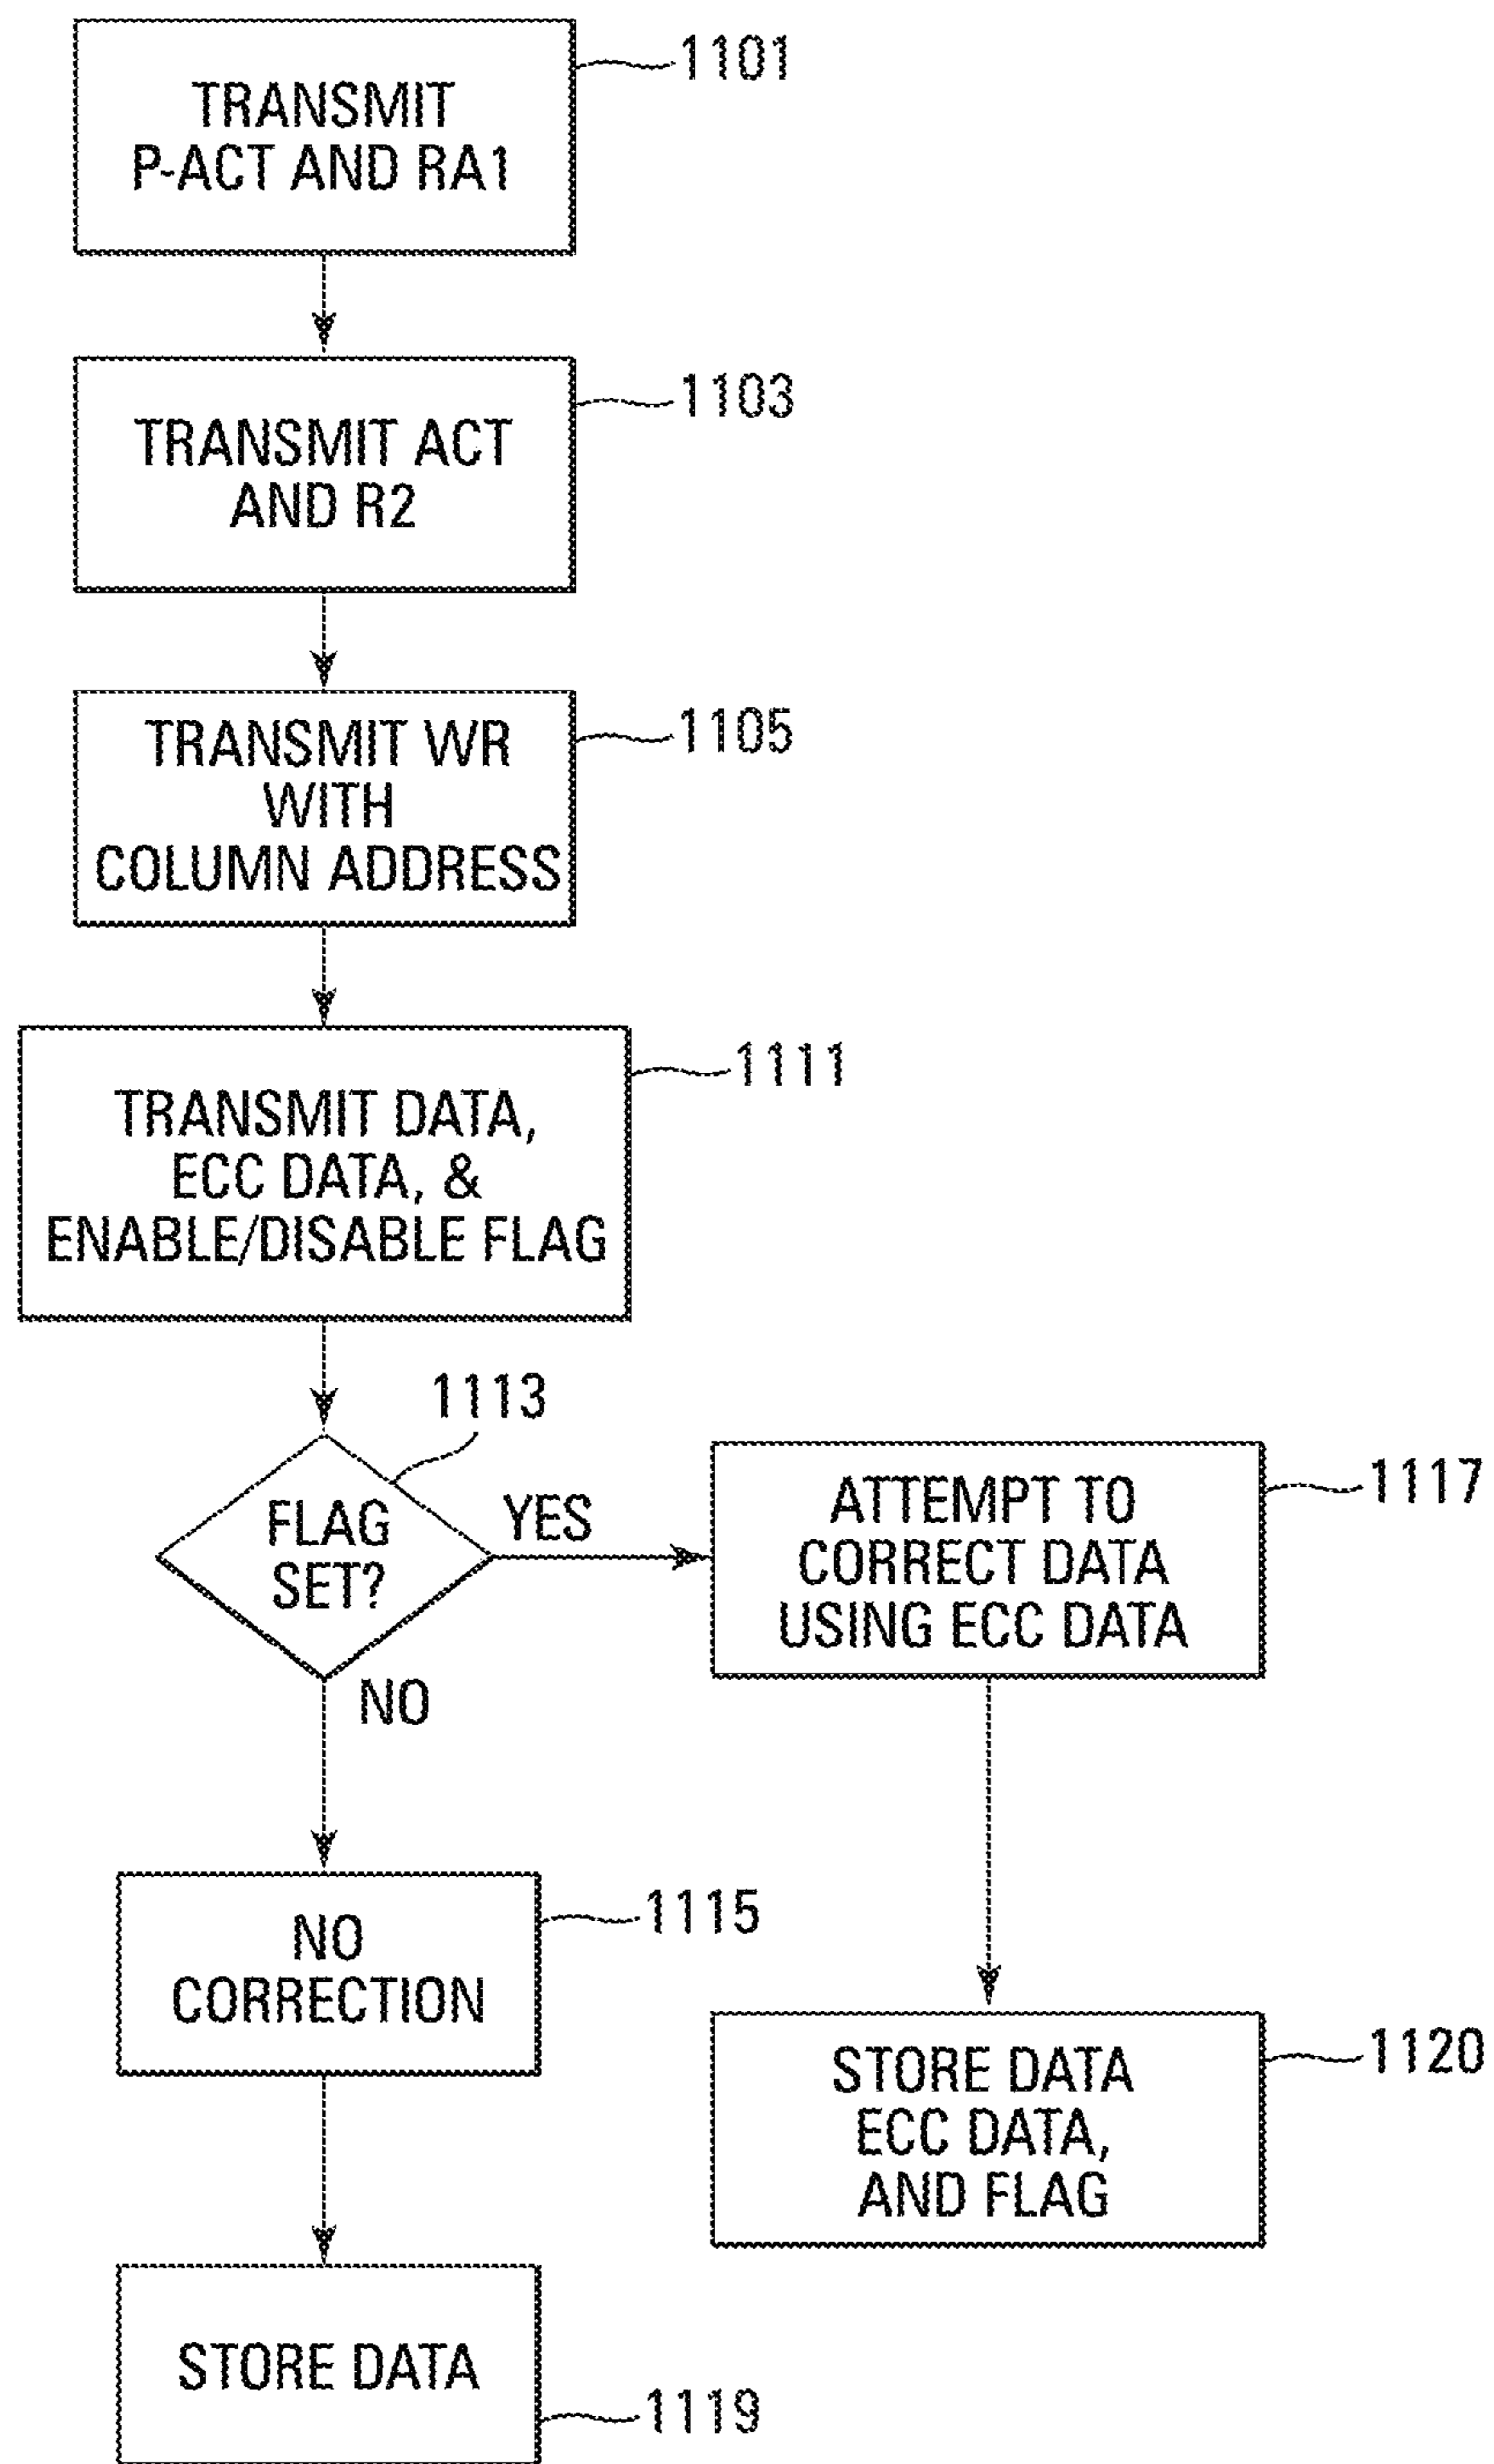 TRANSMIT
P-ACT AND RA1
1101
TRANSMIT ACT
AND R2
1103
TRANSMIT WR
WITH
COLUMN ADDRESS
1105
TRANSMIT DATA,
ECC DATA, &
ENABLE/DISABLE FLAG
1111
1113
FLAG
SET?
YES
NO
ATTEMPT TO
CORRECT DATA
USING ECC DATA
1117
NO
CORRECTION
1115
STORE DATA
ECC DATA,
AND FLAG
1120
STORE DATA
1119